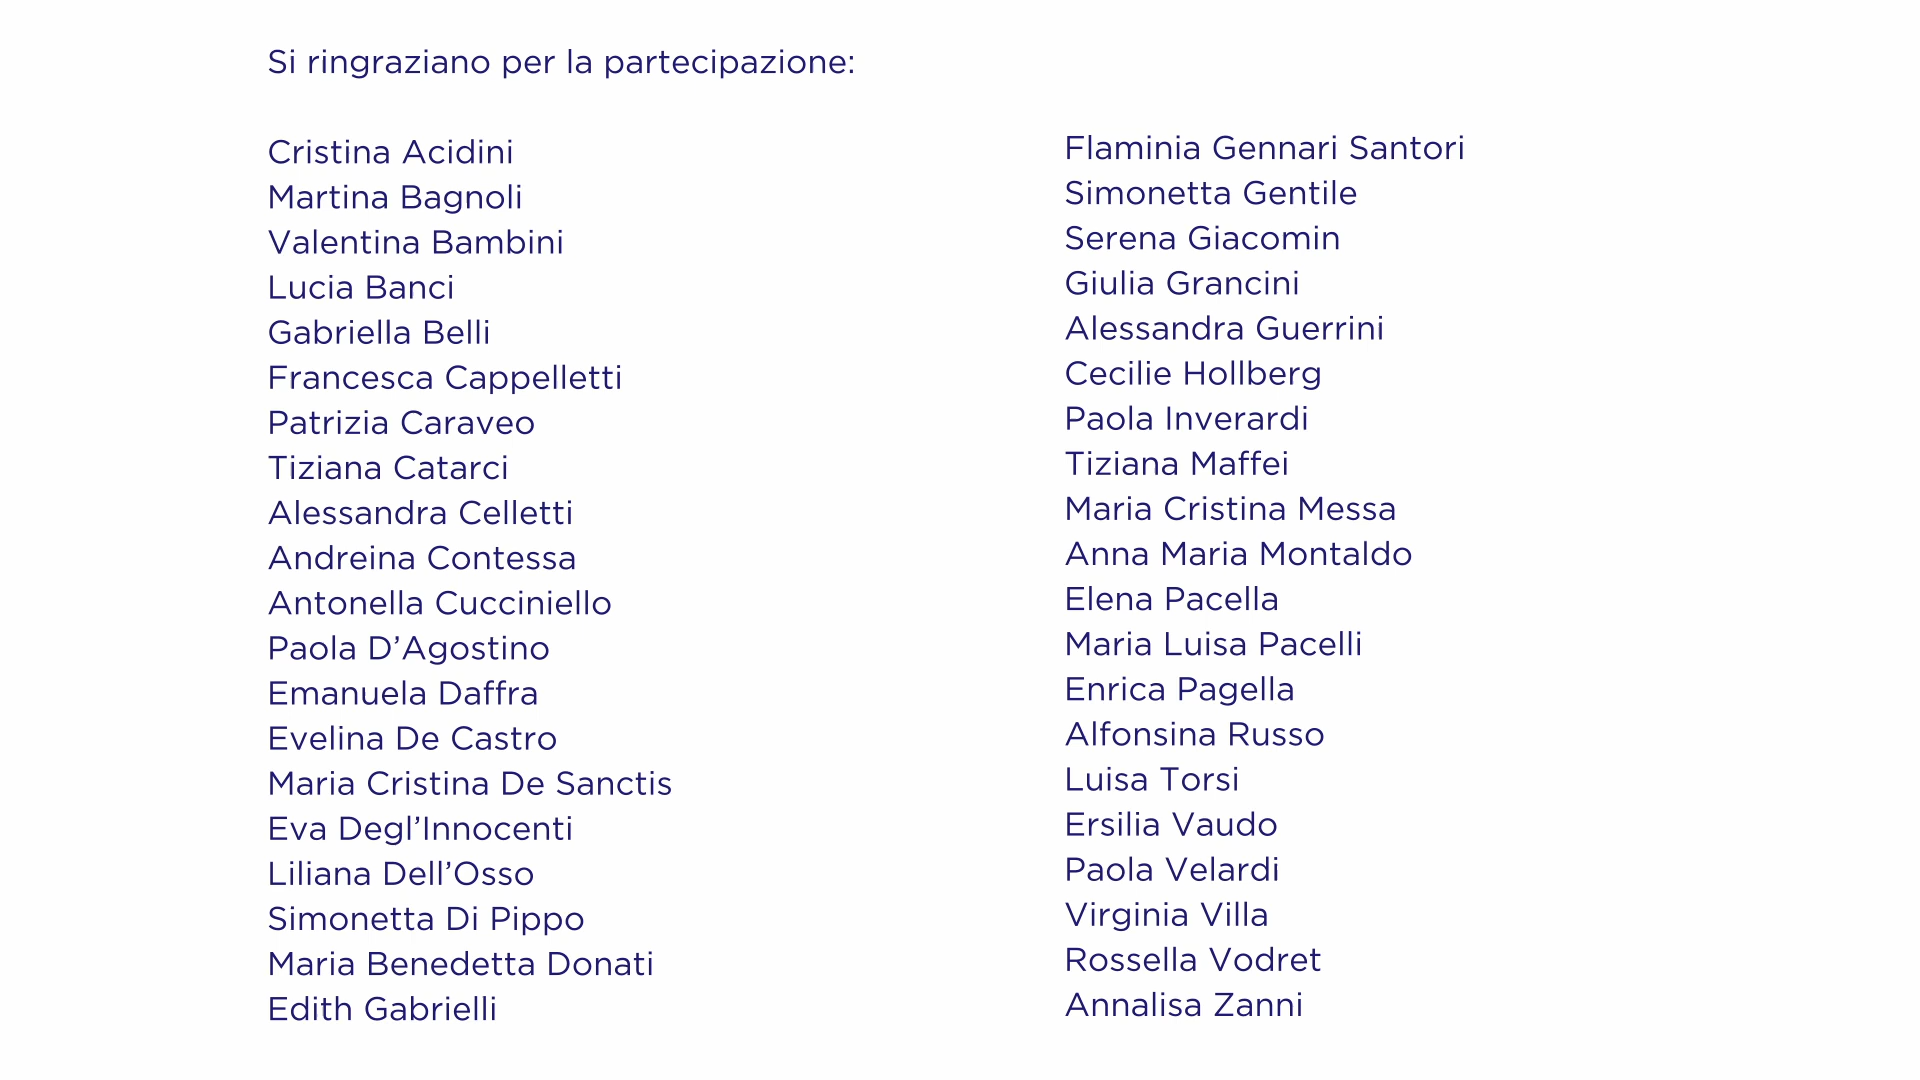 Si ringraziano per la partecipazione:
Cristina Acidini
Martina Bagnoli
Valentina Bambini
Lucia Banci
Gabriella Belli
Francesca Cappelletti
Patrizia Caraveo
Tiziana Catarci
Alessandra Celletti
Andreina Contessa
Antonella Cucciniello
Paola D’Agostino
Emanuela Daffra
Evelina De Castro
Maria Cristina De Sanctis
Eva Degl’Innocenti
Liliana Dell’Osso
Simonetta Di Pippo
Maria Benedetta Donati
Edith Gabrielli
Flaminia Gennari Santori
Simonetta Gentile
Serena Giacomin
Giulia Grancini
Alessandra Guerrini
Cecilie Hollberg
Paola Inverardi
Tiziana Maffei
Maria Cristina Messa
Anna Maria Montaldo
Elena Pacella
Maria Luisa Pacelli
Enrica Pagella
Alfonsina Russo
Luisa Torsi
Ersilia Vaudo
Paola Velardi
Virginia Villa
Rossella Vodret
Annalisa Zanni